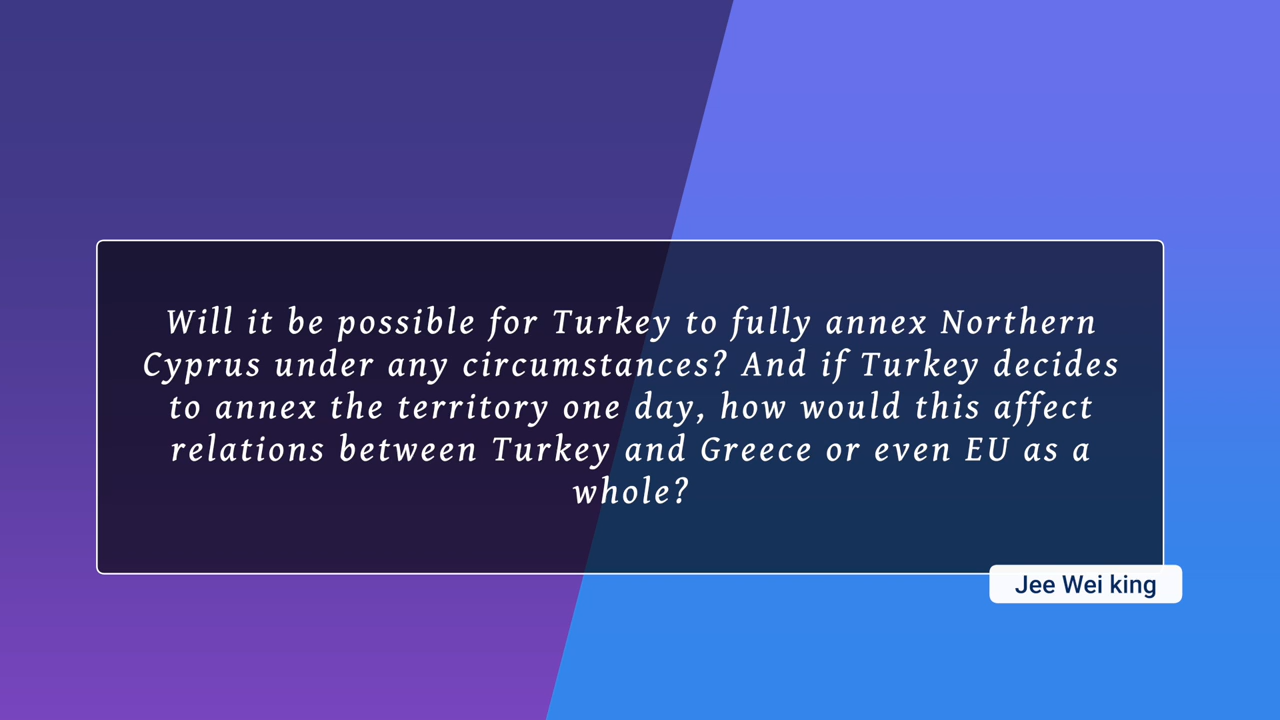 Will it be possible for Turkey to fully annex Northern
Cyprus under any circumstances? And if Turkey decides
to annex the territory one day, how would this affect
relations between Turkey and Greece or even EU as a
whole?
Jee Wei king